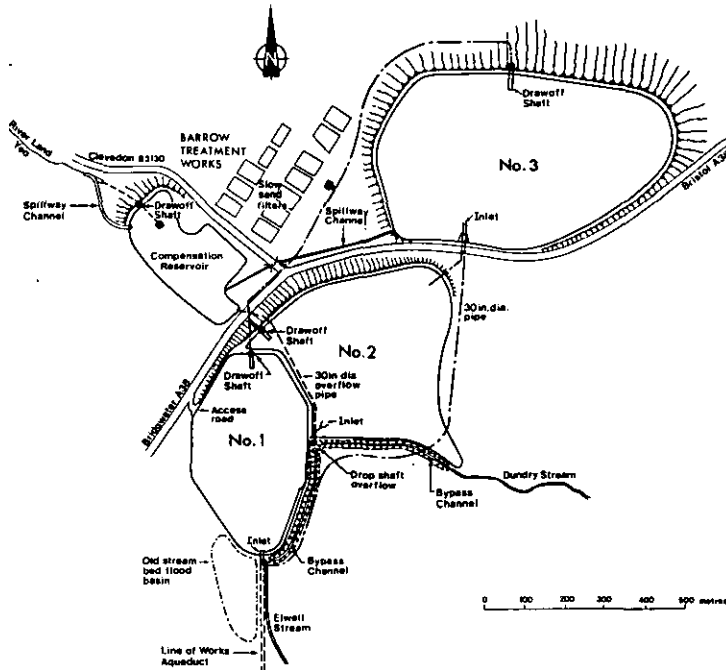 Drawoff
Shaft
No.3
Bristol A38
River Land
Yeo
Clevedon B3130
BARROW
TREATMENT
WORKS
Slow
sand
filters
Spillway
Channel
Drawoff
Shaft
Compensation
Reservoir
Spillway
Channel
Inlet
30in.dia.
pipe
Drawoff
Shaft
No.2
Drawoff
Shaft
30in dia
overflow
pipe
Bridgwater A38
Access
road
No.1
Inlet
Drop shaft
overflow
Bypass
Channel
Dundry Stream
Inlet
Old stream
bed flood
basin
Bypass
Channel
Elwell
Stream
Line of Works
Aqueduct
0 100 200 300 400 500 metres